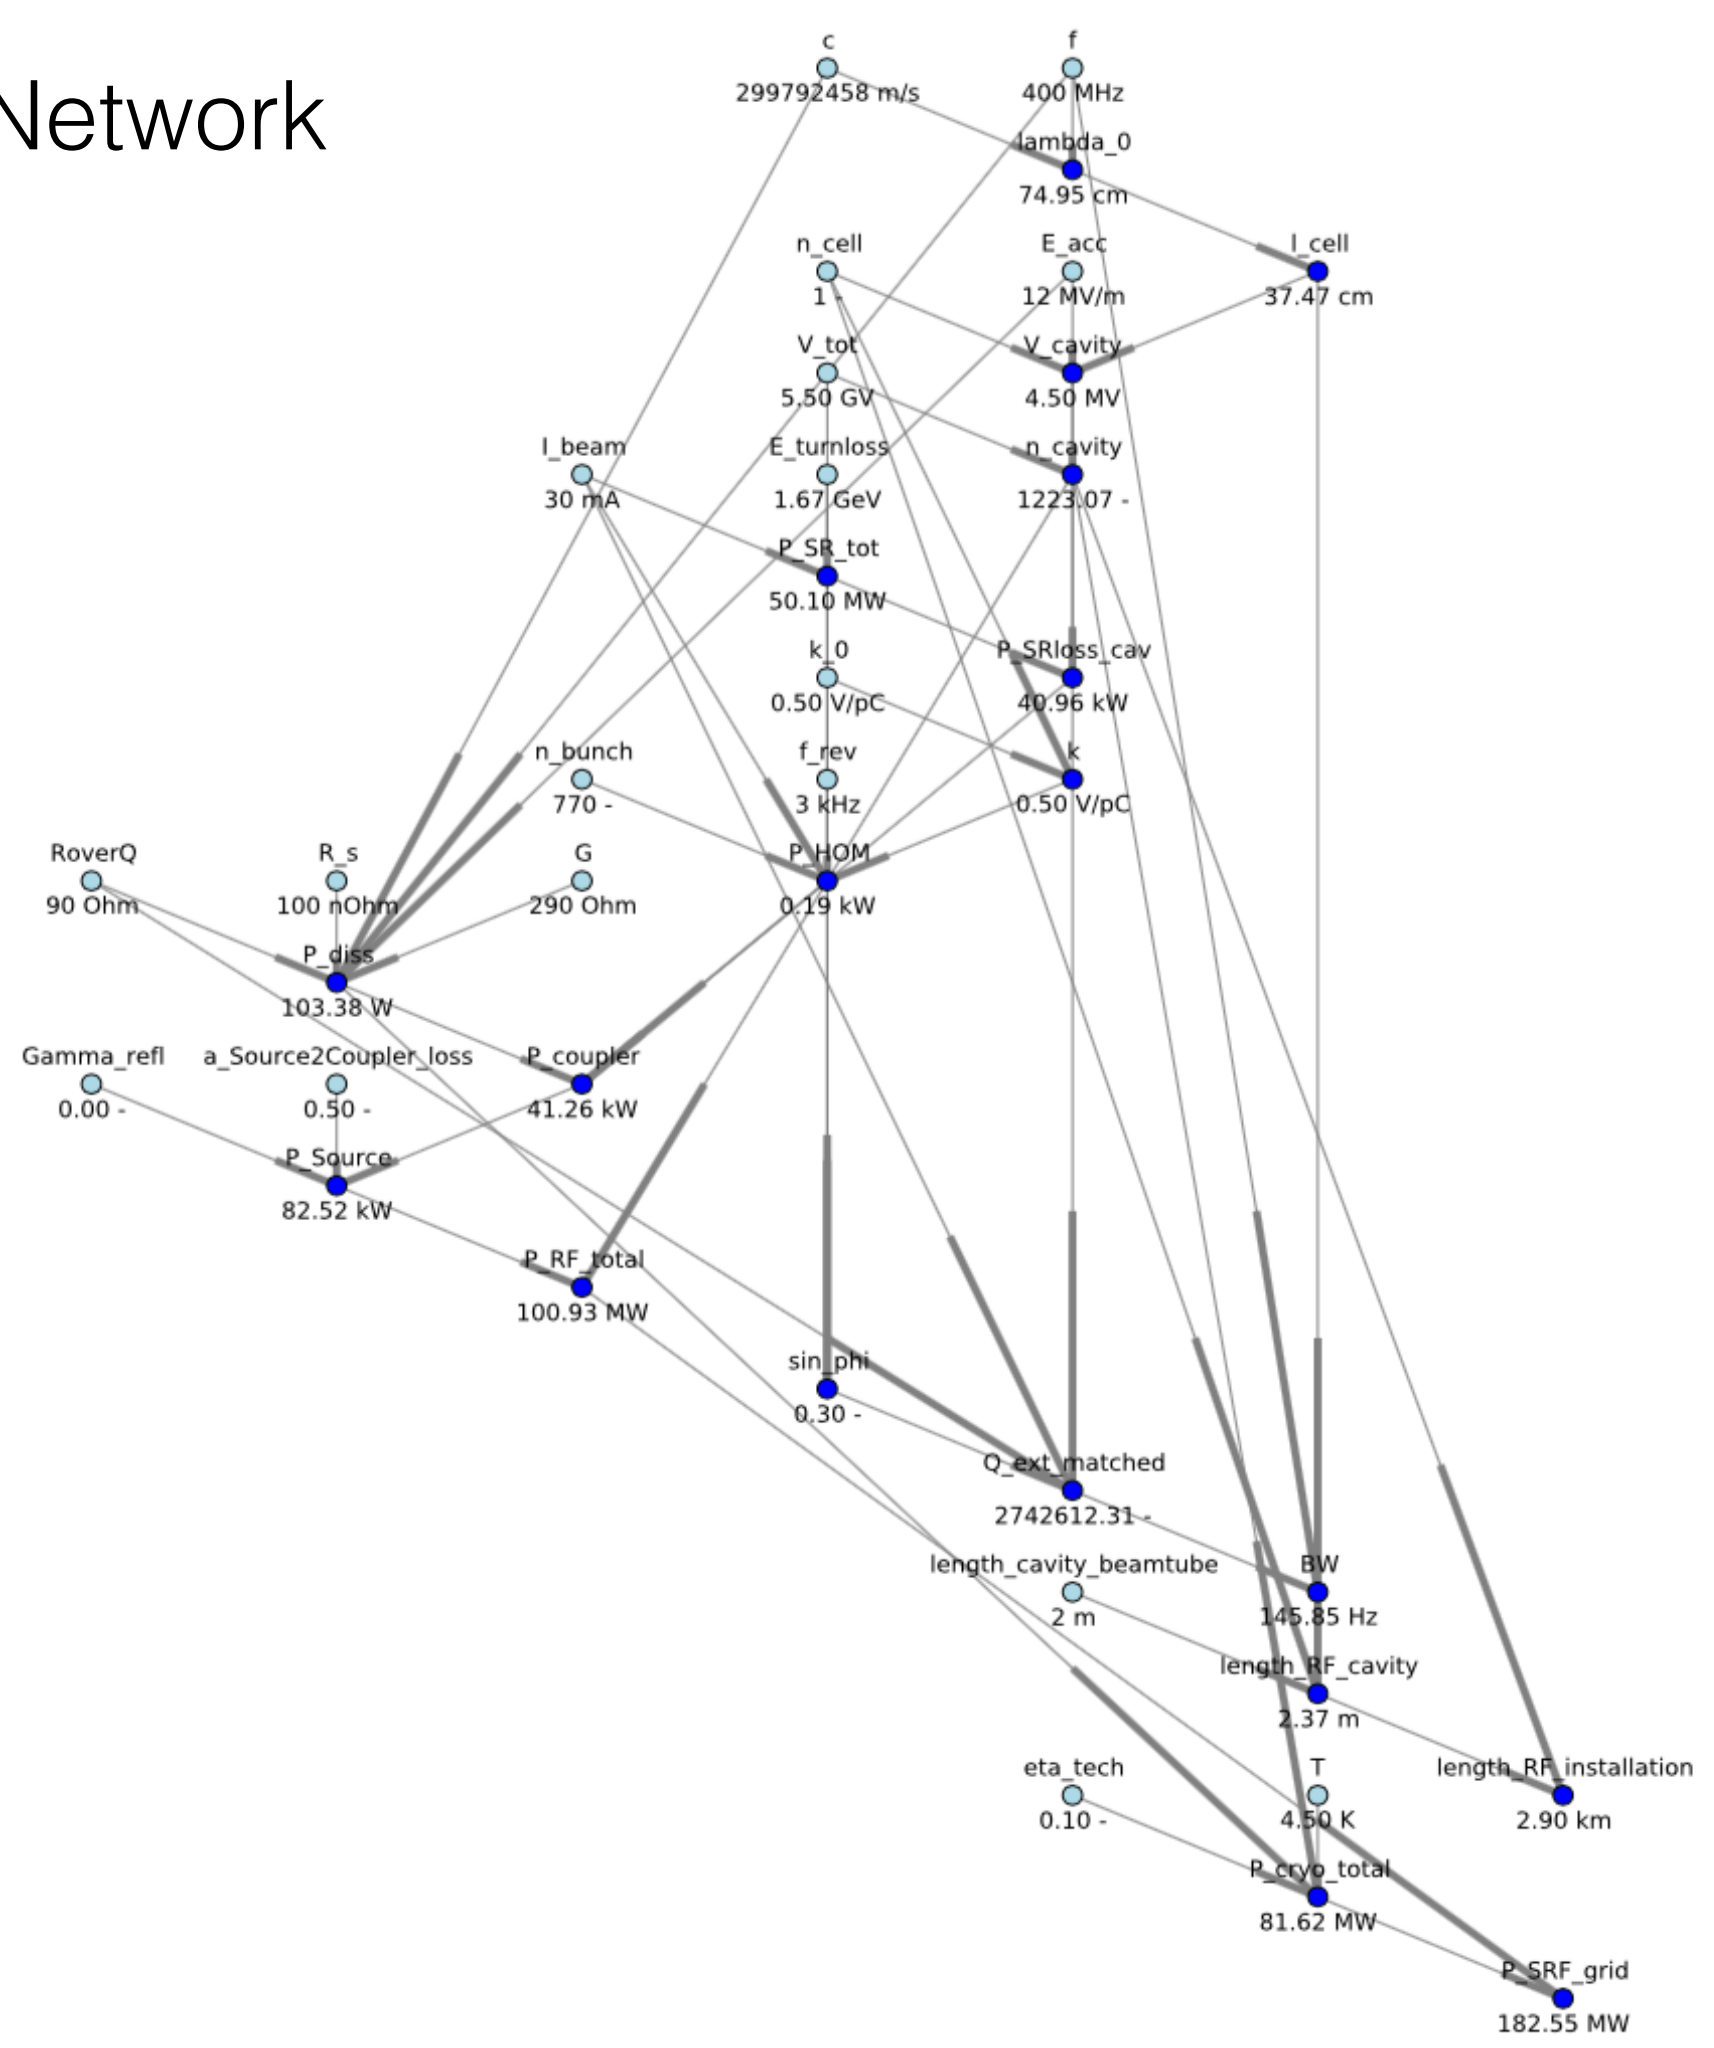 Network
c
299792458 m/s
f
400 MHz
lambda_0
74.95 cm
n_cell
1 -
E_acc
12 MV/m
l_cell
37.47 cm
V_tot
5.50 GV
V_cavity
4.50 MV
I_beam
30 mA
E_turnloss
1.67 GeV
n_cavity
1223.07 -
P_SR_tot
50.10 MW
k_0
0.50 V/pC
P_SRloss_cav
40.96 kW
n_bunch
770 -
f_rev
3 kHz
k
0.50 V/pC
RoverQ
90 Ohm
R_s
100 nOhm
G
290 Ohm
P_HOM
0.19 kW
P_diss
103.38 W
Gamma_refl
0.00 -
a_Source2Coupler_loss
0.50 -
P_coupler
41.26 kW
P_Source
82.52 kW
P_RF_total
100.93 MW
sin_phi
0.30 -
Q_ext_matched
2742612.31 -
length_cavity_beamtube
2 m
BW
145.85 Hz
length_RF_cavity
2.37 m
eta_tech
0.10 -
T
4.50 K
length_RF_installation
2.90 km
P_cryo_total
81.62 MW
P_SRF_grid
182.55 MW